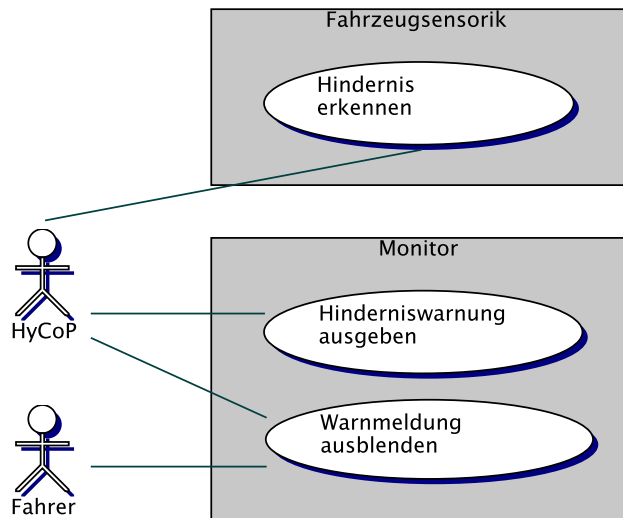 Fahrzeugsensorik
Hindernis
erkennen
Monitor
HyCoP
Hinderniswarnung
ausgeben
Warnmeldung
ausblenden
Fahrer